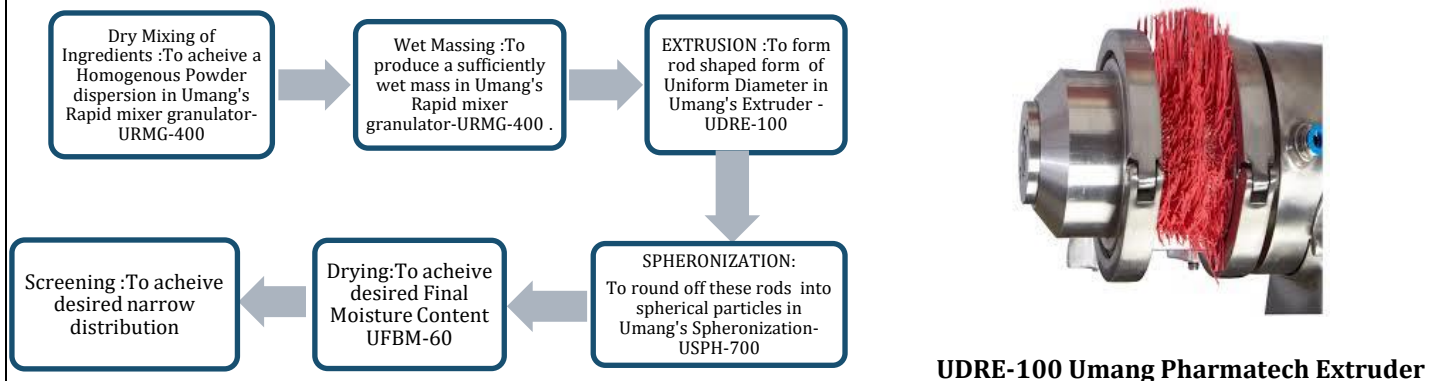 Dry Mixing of
Ingredients :To acheive a
Homogenous Powder
dispersion in Umang's
Rapid mixer granulator-
URMG-400
Wet Massing :To
produce a sufficiently
wet mass in Umang's
Rapid mixer
granulator-URMG-400 .
EXTRUSION :To form
rod shaped form of
Uniform Diameter in
Umang's Extruder -
UDRE-100
SPHERONIZATION:
To round off these rods into
spherical particles in
Umang's Spheronization-
USPH-700
Drying:To acheive
desired Final
Moisture Content
UFBM-60
Screening :To acheive
desired narrow
distribution
UDRE-100 Umang Pharmatech Extruder